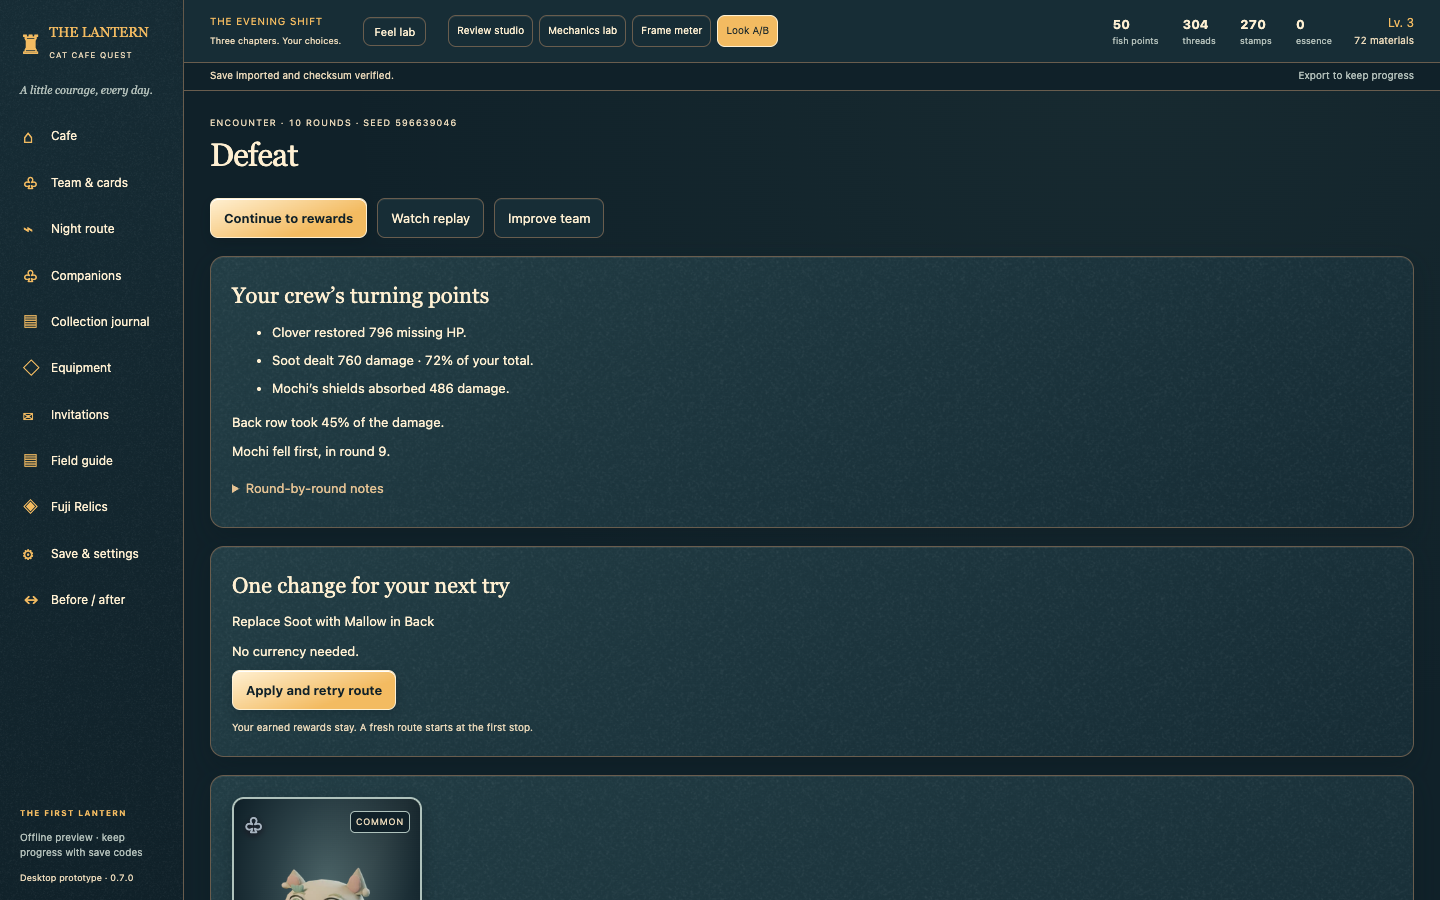 THE LANTERN
CAT CAFE QUEST
A little courage, every day.
Cafe
Team & cards
Night route
Companions
Collection journal
Equipment
Invitations
Field guide
Fuji Relics
Save & settings
Before / after
THE FIRST LANTERN
Offline preview · keep
progress with save codes
Desktop prototype · 0.7.0
THE EVENING SHIFT
Three chapters. Your choices.
Feel lab
Review studio
Mechanics lab
Frame meter
Look A/B
50
fish points
304
threads
270
stamps
0
essence
Lv. 3
72 materials
Save imported and checksum verified.
Export to keep progress
ENCOUNTER · 10 ROUNDS · SEED 596639046
Defeat
Continue to rewards
Watch replay
Improve team
Your crew’s turning points
• Clover restored 796 missing HP.
• Soot dealt 760 damage · 72% of your total.
• Mochi’s shields absorbed 486 damage.
Back row took 45% of the damage.
Mochi fell first, in round 9.
Round-by-round notes
One change for your next try
Replace Soot with Mallow in Back
No currency needed.
Apply and retry route
Your earned rewards stay. A fresh route starts at the first stop.
COMMON